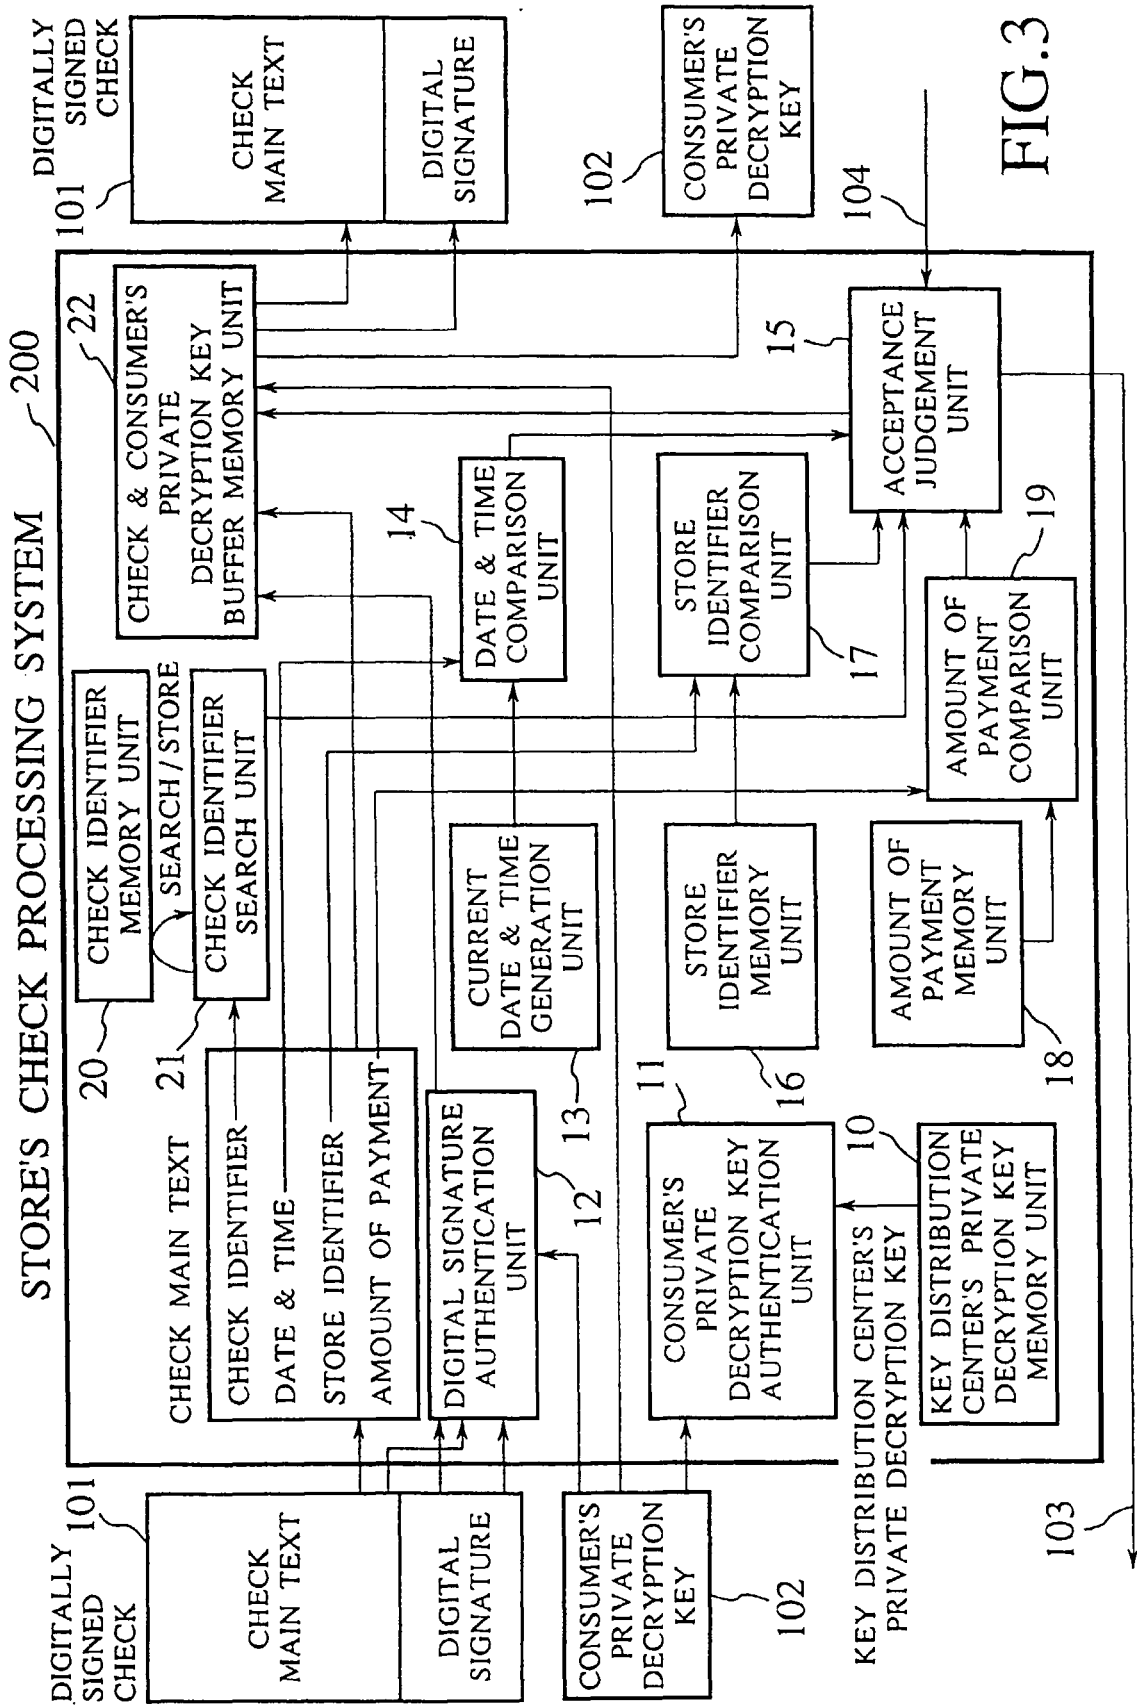 STORE'S CHECK PROCESSING SYSTEM
200
DIGITALLY
SIGNED
CHECK
101
CHECK
MAIN TEXT
DIGITAL
SIGNATURE
CONSUMER'S
PRIVATE
DECRYPTION
KEY
102
CHECK MAIN TEXT
CHECK IDENTIFIER
DATE & TIME
STORE IDENTIFIER
AMOUNT OF PAYMENT
DIGITAL SIGNATURE
AUTHENTICATION
UNIT
12
CONSUMER'S
PRIVATE
DECRYPTION KEY
AUTHENTICATION
UNIT
11
KEY DISTRIBUTION CENTER'S
PRIVATE DECRYPTION KEY
KEY DISTRIBUTION
CENTER'S PRIVATE
DECRYPTION KEY
MEMORY UNIT
10
CHECK IDENTIFIER
MEMORY UNIT
20
SEARCH/STORE
CHECK IDENTIFIER
SEARCH UNIT
21
CURRENT
DATE & TIME
GENERATION
UNIT
13
STORE
IDENTIFIER
MEMORY
UNIT
16
AMOUNT OF
PAYMENT
MEMORY
UNIT
18
CHECK & CONSUMER'S
PRIVATE
DECRYPTION KEY
BUFFER MEMORY UNIT
22
DATE & TIME
COMPARISON
UNIT
14
STORE
IDENTIFIER
COMPARISON
UNIT
17
AMOUNT OF
PAYMENT
COMPARISON
UNIT
19
ACCEPTANCE
JUDGEMENT
UNIT
15
DIGITALLY
SIGNED
CHECK
101
CHECK
MAIN TEXT
DIGITAL
SIGNATURE
102
CONSUMER'S
PRIVATE
DECRYPTION
KEY
104
103
FIG.3